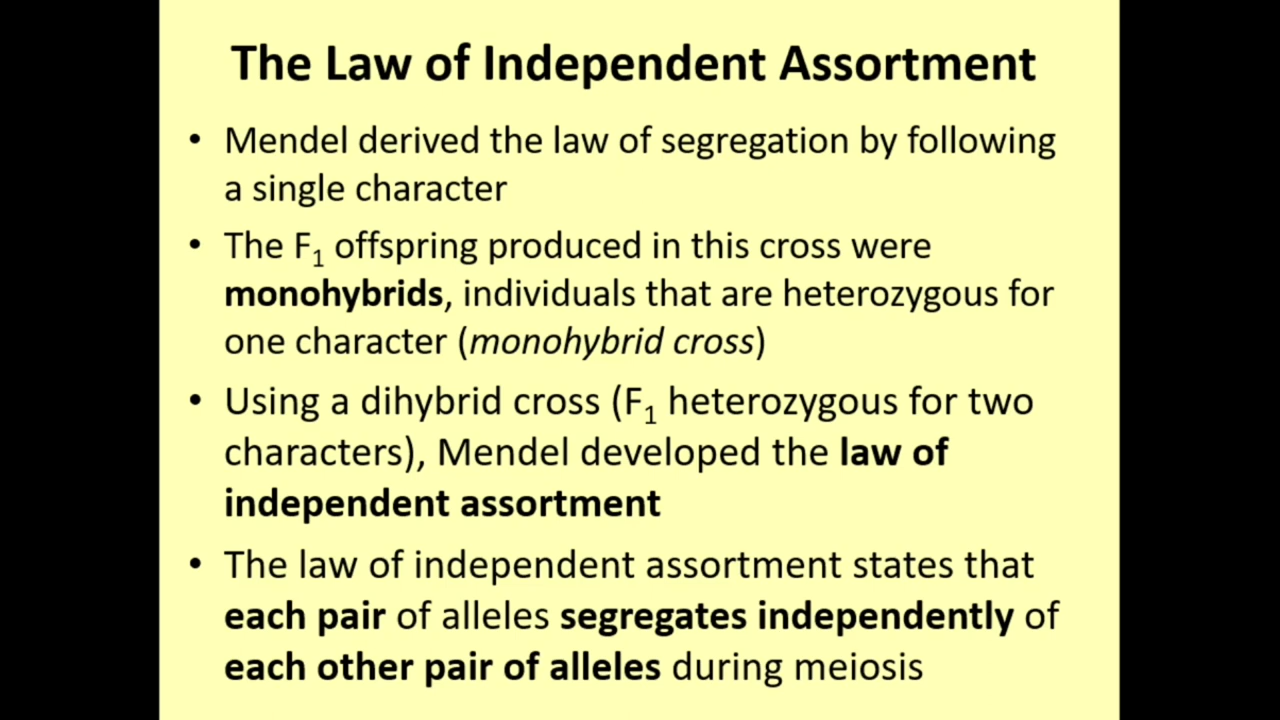 The Law of Independent Assortment
• Mendel derived the law of segregation by following
a single character
• The F₁ offspring produced in this cross were
monohybrids, individuals that are heterozygous for
one character (monohybrid cross)
• Using a dihybrid cross (F₁ heterozygous for two
characters), Mendel developed the law of
independent assortment
• The law of independent assortment states that
each pair of alleles segregates independently of
each other pair of alleles during meiosis